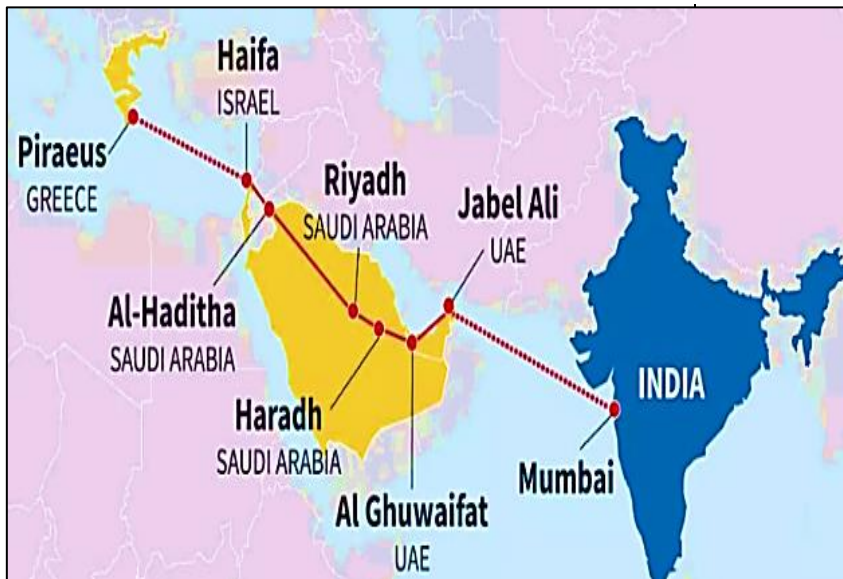 Haifa
ISRAEL
Piraeus
GREECE
Riyadh
SAUDI ARABIA
Jabel Ali
UAE
Al-Haditha
SAUDI ARABIA
INDIA
Haradh
SAUDI ARABIA
Mumbai
Al Ghuwaifat
UAE